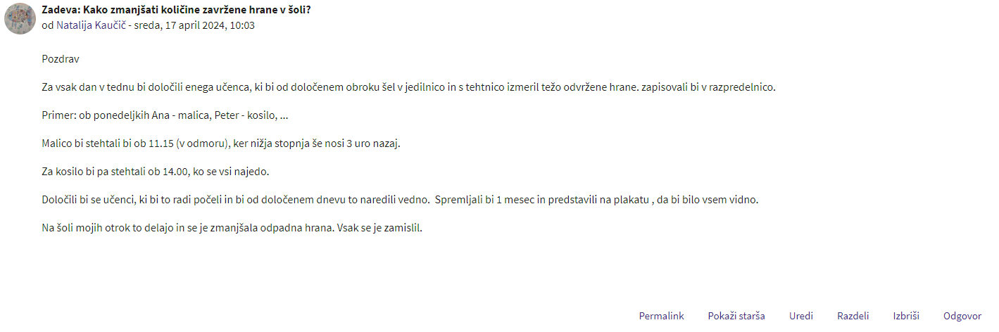 Zadeva: Kako zmanjšati količine zavržene hrane v šoli?
od Natalija Kaučič - sreda, 17 april 2024, 10:03
Pozdrav
Za vsak dan v tednu bi določili enega učenca, ki bi od določenem obroku šel v jedilnico in s tehtnico izmeril težo odvržene hrane. zapisovali bi v razpredelnico.
Primer: ob ponedeljkih Ana - malica, Peter - kosilo, ...
Malico bi stehtali bi ob 11.15 (v odmoru), ker nižja stopnja še nosi 3 uro nazaj.
Za kosilo bi pa stehtali ob 14.00, ko se vsi najedo.
Določili bi se učenci, ki bi to radi počeli in bi od določenem dnevu to naredili vedno.  Spremljali bi 1 mesec in predstavili na plakatu , da bi bilo vsem vidno.
Na šoli mojih otrok to delajo in se je zmanjšala odpadna hrana. Vsak se je zamislil.
Permalink Pokaži starša Uredi Razdeli Izbriši Odgovor